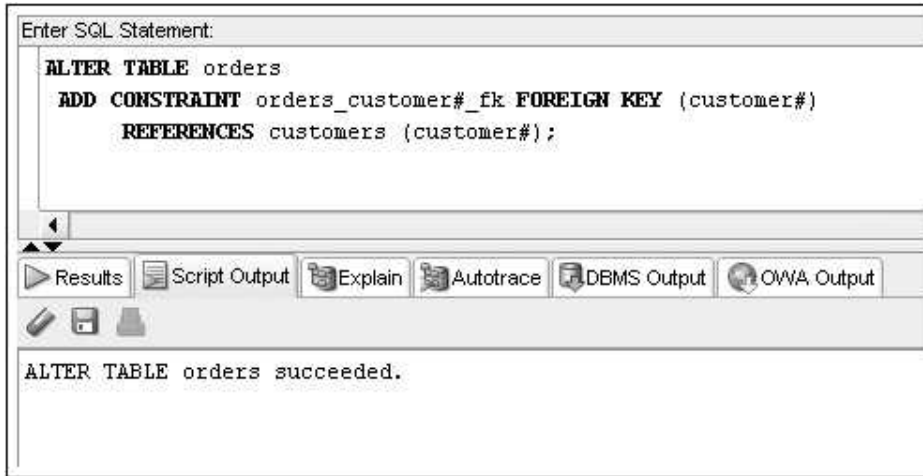 Enter SQL Statement:
ALTER TABLE orders
ADD CONSTRAINT orders_customer#_fk FOREIGN KEY (customer#)
REFERENCES customers (customer#);
Results Script Output Explain Autotrace DBMS Output OWA Output
ALTER TABLE orders succeeded.